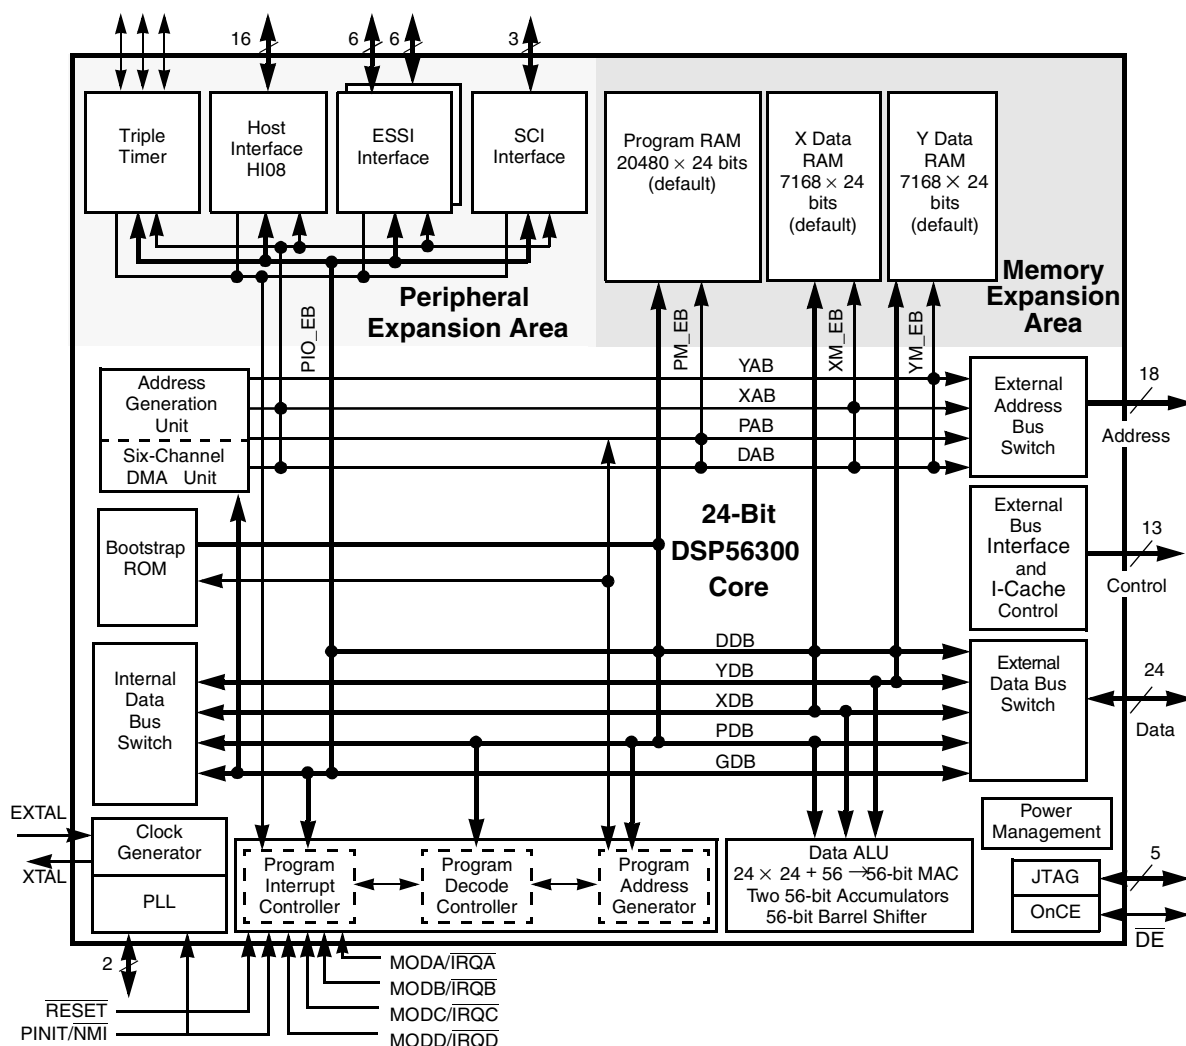 16
6
6
3
Triple
Timer
Host
Interface
HI08
ESSI
Interface
SCI
Interface
Program RAM
20480 × 24 bits
(default)
X Data
RAM
7168 × 24
bits
(default)
Y Data
RAM
7168 × 24
bits
(default)
Peripheral
Expansion Area
Memory
Expansion
Area
PIO_EB
PM_EB
XM_EB
YM_EB
Address
Generation
Unit
Six-Channel
DMA Unit
YAB
XAB
PAB
DAB
External
Address
Bus
Switch
18
Address
Bootstrap
ROM
24-Bit
DSP56300
Core
External
Bus
Interface
and
I-Cache
Control
13
Control
Internal
Data
Bus
Switch
DDB
YDB
XDB
PDB
GDB
External
Data Bus
Switch
24
Data
EXTAL
XTAL
Clock
Generator
PLL
2
Program
Interrupt
Controller
Program
Decode
Controller
Program
Address
Generator
Data ALU
24 × 24 + 56 → 56-bit MAC
Two 56-bit Accumulators
56-bit Barrel Shifter
Power
Management
JTAG
OnCE
5
DE
RESET
PINIT/NMI
MODA/IRQA
MODB/IRQB
MODC/IRQC
MODD/IRQD